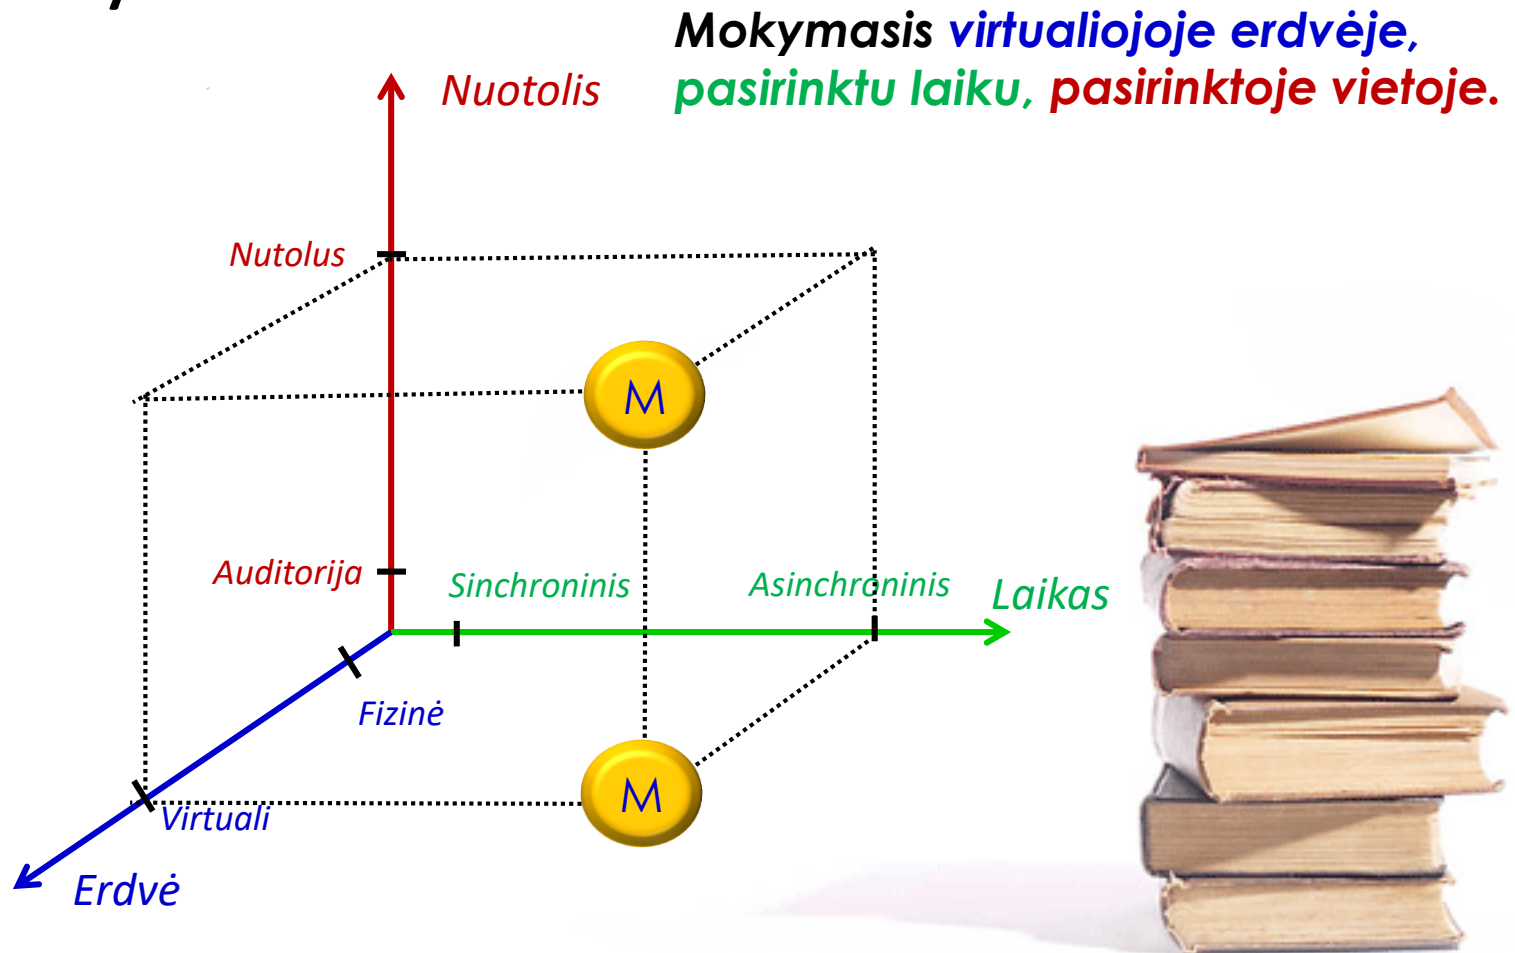 Mokymasis virtualiojoje erdvėje,
pasirinktu laiku, pasirinktoje vietoje.
Nuotolis
Nutolus
M
Auditorija
Sinchroninis
Asinchroninis
Laikas
Fizinė
M
Virtuali
Erdvė